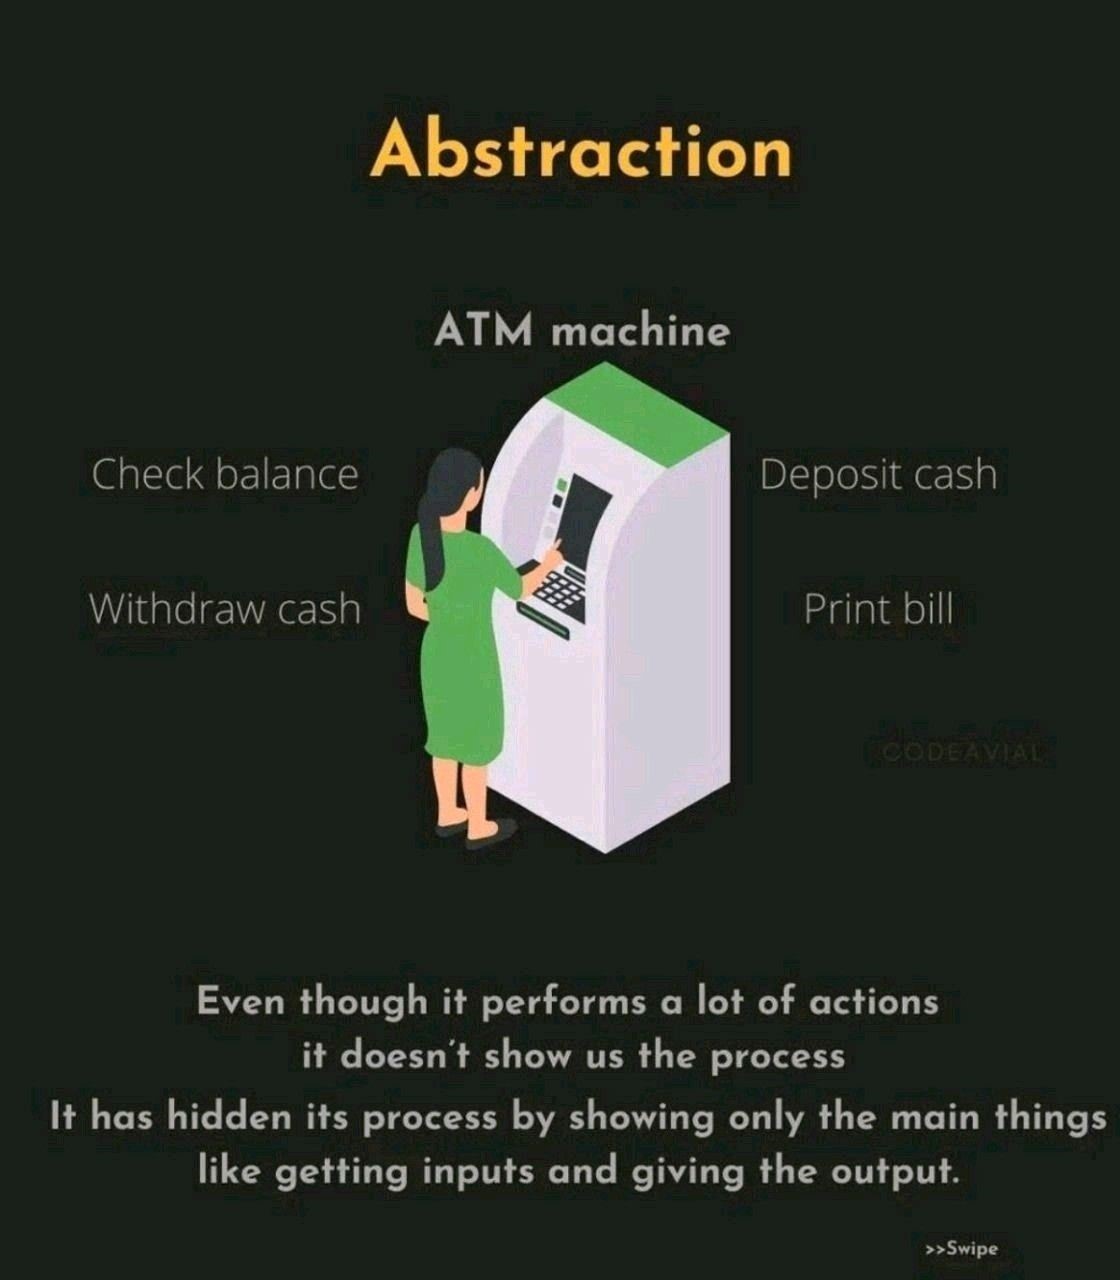 Abstraction
ATM machine
Check balance
Deposit cash
Withdraw cash
Print bill
CODEAVIAL
Even though it performs a lot of actions
it doesn't show us the process
It has hidden its process by showing only the main things
like getting inputs and giving the output.
>>Swipe